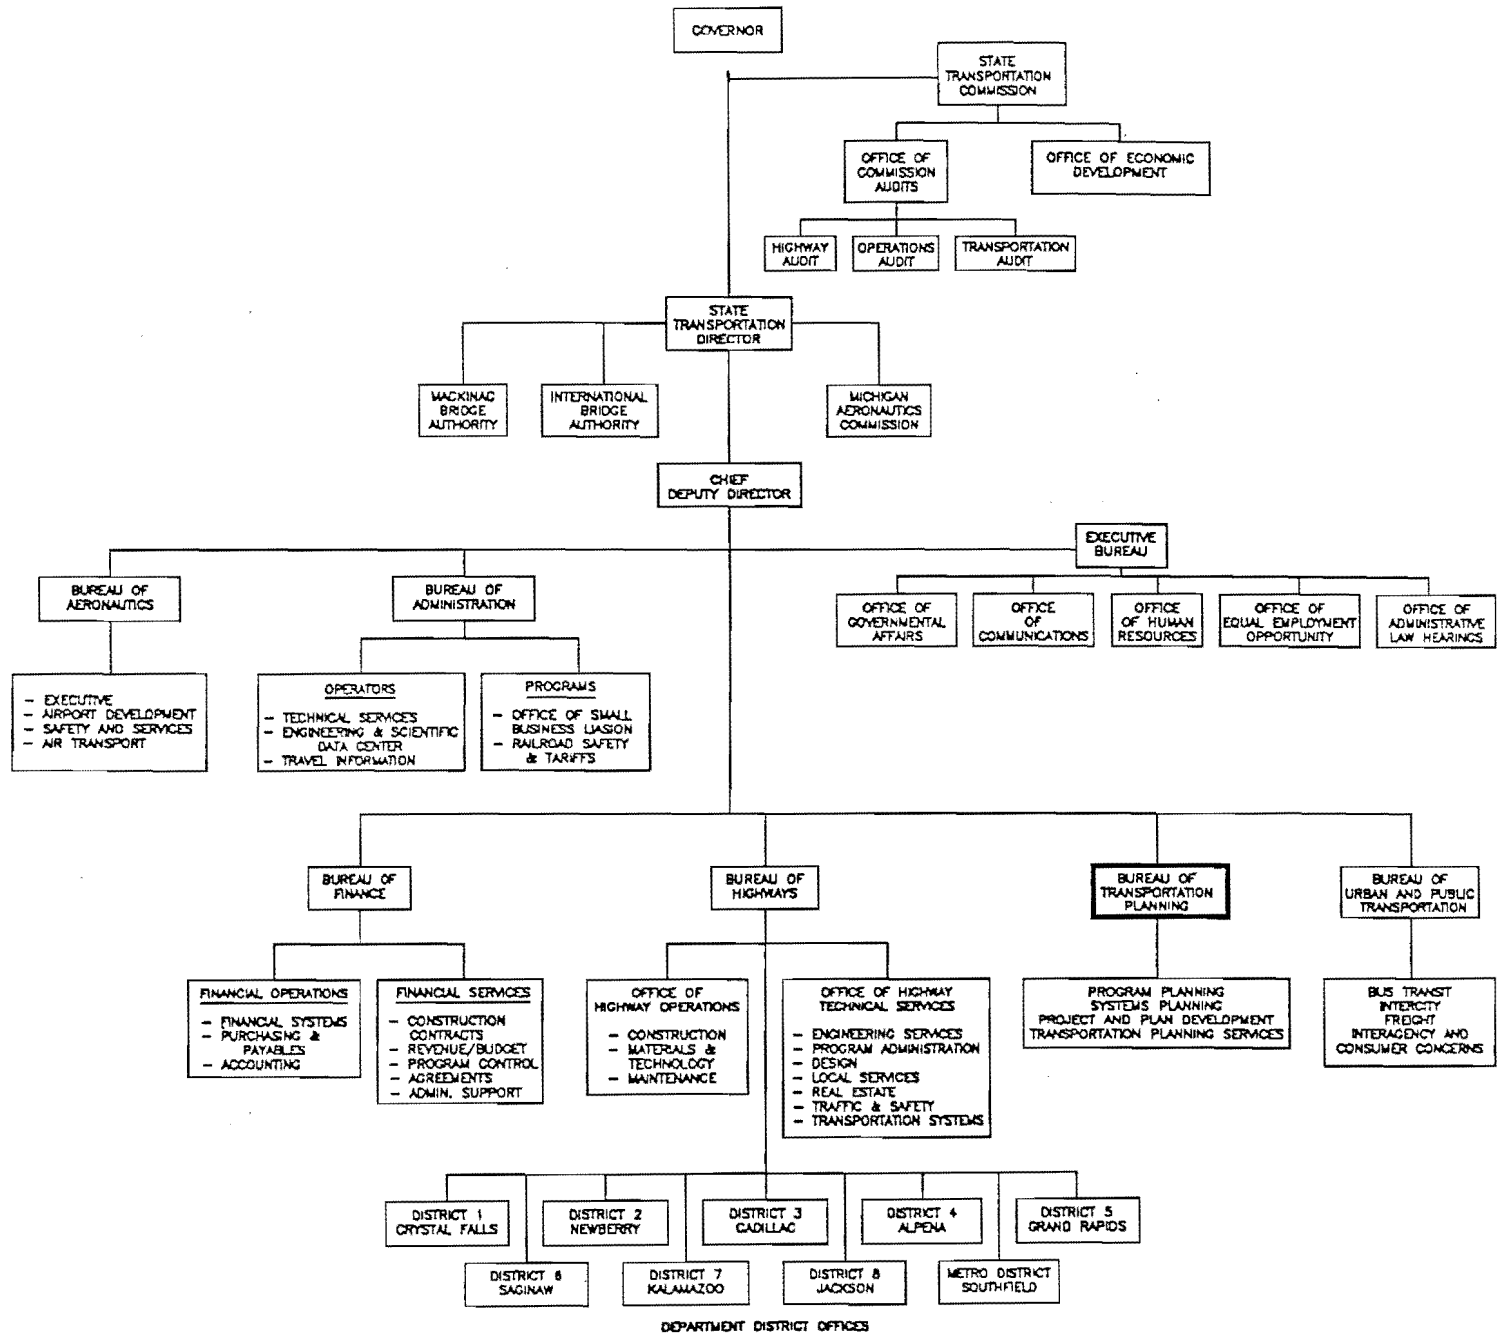 GOVERNOR
STATE
TRANSPORTATION
COMMISSION
OFFICE OF
COMMISSION
AUDITS
OFFICE OF ECONOMIC
DEVELOPMENT
HIGHWAY
AUDIT
OPERATIONS
AUDIT
TRANSPORTATION
AUDIT
STATE
TRANSPORTATION
DIRECTOR
MACKINAC
BRIDGE
AUTHORITY
INTERNATIONAL
BRIDGE
AUTHORITY
MICHIGAN
AERONAUTICS
COMMISSION
CHIEF
DEPUTY DIRECTOR
EXECUTIVE
BUREAU
BUREAU OF
AERONAUTICS
BUREAU OF
ADMINISTRATION
OFFICE OF
GOVERNMENTAL
AFFAIRS
OFFICE
OF
COMMUNICATIONS
OFFICE
OF HUMAN
RESOURCES
OFFICE OF
EQUAL EMPLOYMENT
OPPORTUNITY
OFFICE OF
ADMINISTRATIVE
LAW HEARINGS
- EXECUTIVE
- AIRPORT DEVELOPMENT
- SAFETY AND SERVICES
- AIR TRANSPORT
OPERATORS
- TECHNICAL SERVICES
- ENGINEERING & SCIENTIFIC
DATA CENTER
- TRAVEL INFORMATION
PROGRAMS
- OFFICE OF SMALL
BUSINESS LIASION
- RAILROAD SAFETY
& TARIFFS
BUREAU OF
FINANCE
BUREAU OF
HIGHWAYS
BUREAU OF
TRANSPORTATION
PLANNING
BUREAU OF
URBAN AND PUBLIC
TRANSPORTATION
FINANCIAL OPERATIONS
- FINANCIAL SYSTEMS
- PURCHASING &
PAYABLES
- ACCOUNTING
FINANCIAL SERVICES
- CONSTRUCTION
CONTRACTS
- REVENUE/BUDGET
- PROGRAM CONTROL
- AGREEMENTS
- ADMIN. SUPPORT
OFFICE OF
HIGHWAY OPERATIONS
- CONSTRUCTION
- MATERIALS &
TECHNOLOGY
- MAINTENANCE
OFFICE OF HIGHWAY
TECHNICAL SERVICES
- ENGINEERING SERVICES
- PROGRAM ADMINISTRATION
- DESIGN
- LOCAL SERVICES
- REAL ESTATE
- TRAFFIC & SAFETY
- TRANSPORTATION SYSTEMS
PROGRAM PLANNING
SYSTEMS PLANNING
PROJECT AND PLAN DEVELOPMENT
TRANSPORTATION PLANNING SERVICES
BUS TRANSIT
INTERCITY
FREIGHT
INTERAGENCY AND
CONSUMER CONCERNS
DISTRICT 1
CRYSTAL FALLS
DISTRICT 2
NEWBERRY
DISTRICT 3
CADILLAC
DISTRICT 4
ALPENA
DISTRICT 5
GRAND RAPIDS
DISTRICT 6
SAGINAW
DISTRICT 7
KALAMAZOO
DISTRICT 8
JACKSON
METRO DISTRICT
SOUTHFIELD
DEPARTMENT DISTRICT OFFICES